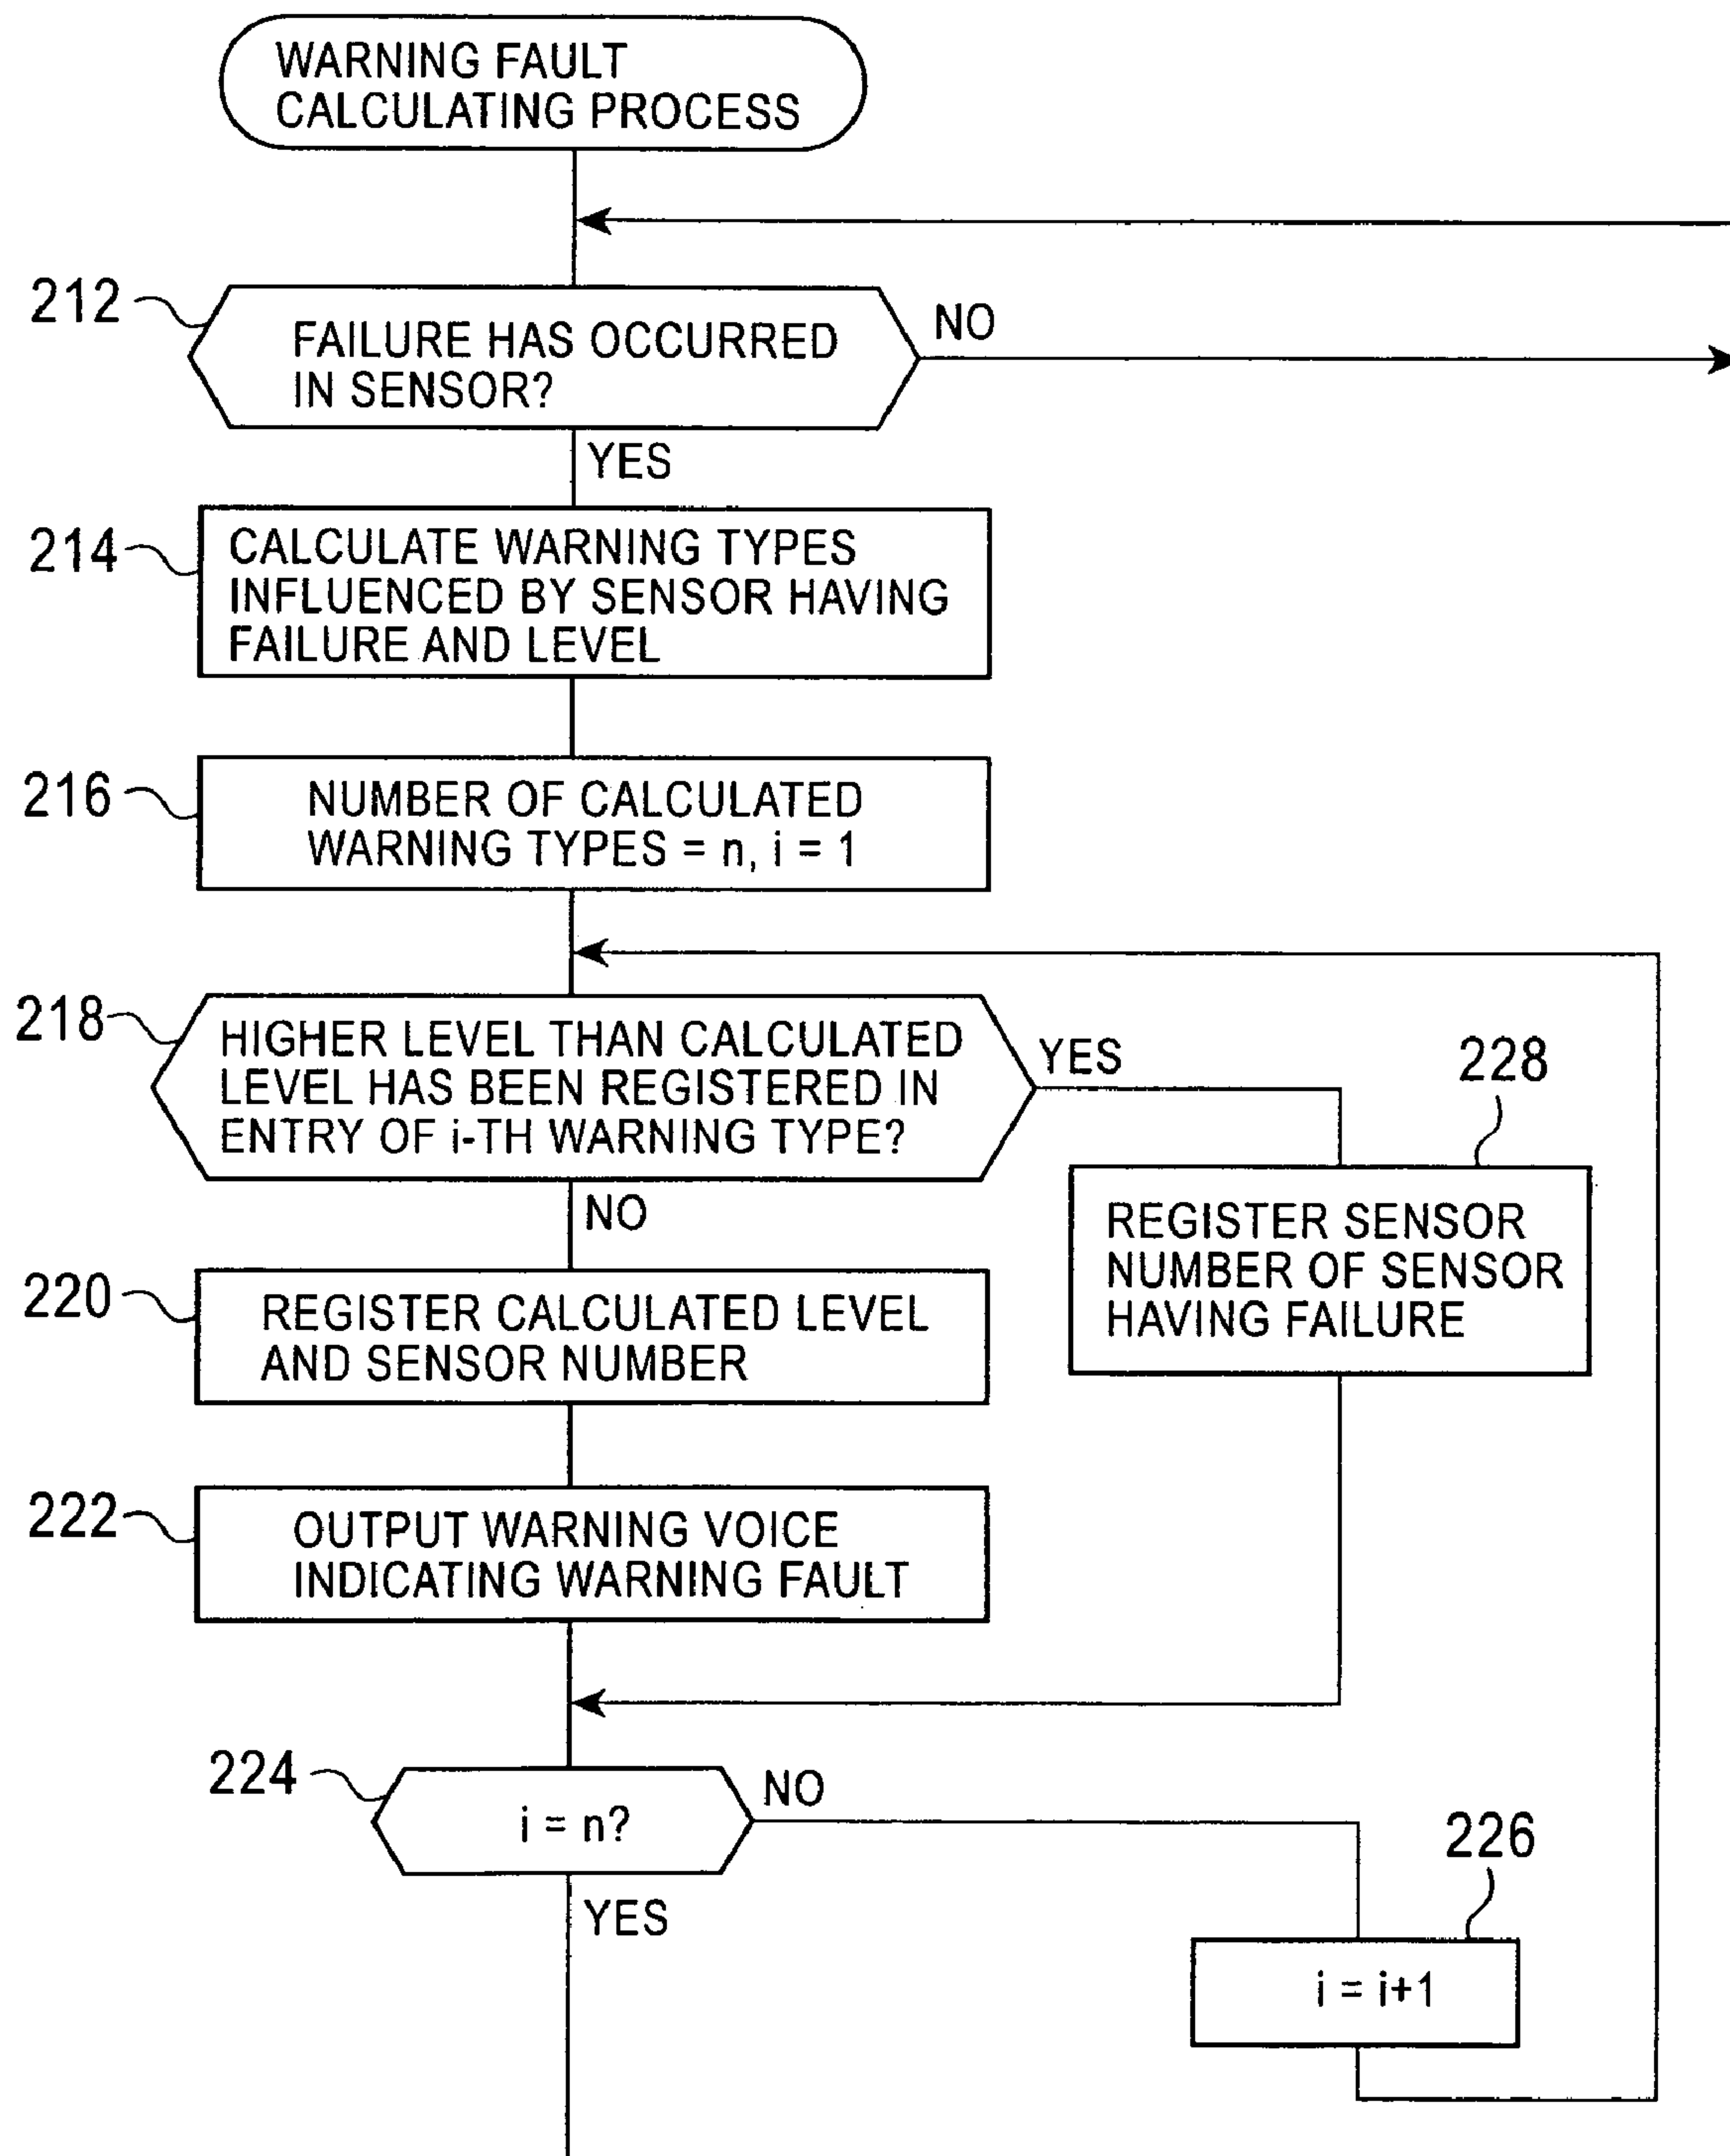 WARNING FAULT
CALCULATING PROCESS
212
FAILURE HAS OCCURRED
IN SENSOR?
NO
YES
214
CALCULATE WARNING TYPES
INFLUENCED BY SENSOR HAVING
FAILURE AND LEVEL
216
NUMBER OF CALCULATED
WARNING TYPES = n, i = 1
218
HIGHER LEVEL THAN CALCULATED
LEVEL HAS BEEN REGISTERED IN
ENTRY OF i-TH WARNING TYPE?
YES
228
REGISTER SENSOR
NUMBER OF SENSOR
HAVING FAILURE
NO
220
REGISTER CALCULATED LEVEL
AND SENSOR NUMBER
222
OUTPUT WARNING VOICE
INDICATING WARNING FAULT
224
i = n?
NO
226
i = i+1
YES